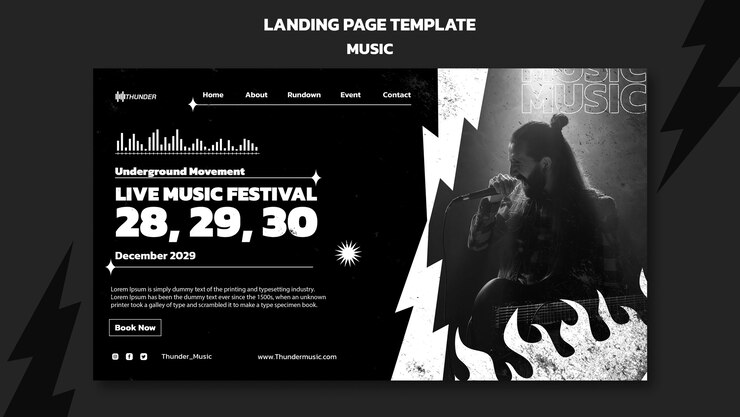 LANDING PAGE TEMPLATE
MUSIC
THUNDER
Home About Rundown Event Contact
MUSIC
MUSIC
Underground Movement
LIVE MUSIC FESTIVAL
28, 29, 30
December 2029
Lorem Ipsum is simply dummy text of the printing and typesetting industry.
Lorem Ipsum has been the industry's standard dummy text
ever since the 1500s, when an unknown
printer took a galley of type and scrambled it to make a type specimen book.
Book Now
Thunder_Music
www.Thundermusic.com